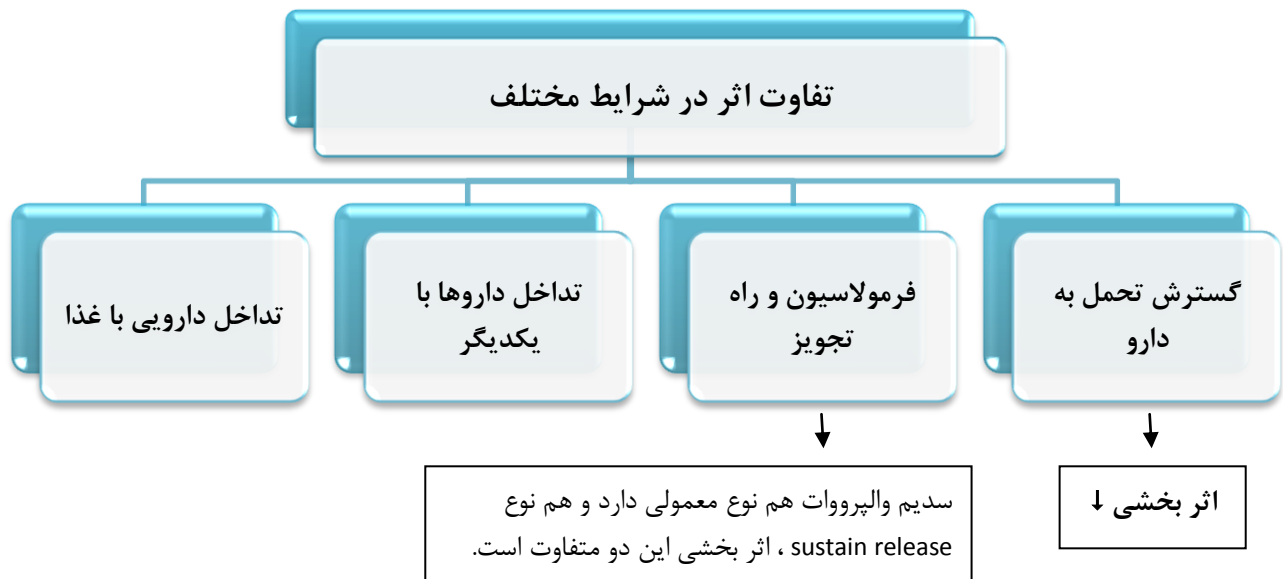 تفاوت اثر در شرایط مختلف
گسترش تحمل به
دارو
فرمولاسیون و راه
تجویز
تداخل داروها با
یکدیگر
تداخل دارویی با غذا
اثر بخشی ↓
سدیم والپرووات هم نوع معمولی دارد و هم نوع
sustain release ، اثر بخشی این دو متفاوت است.